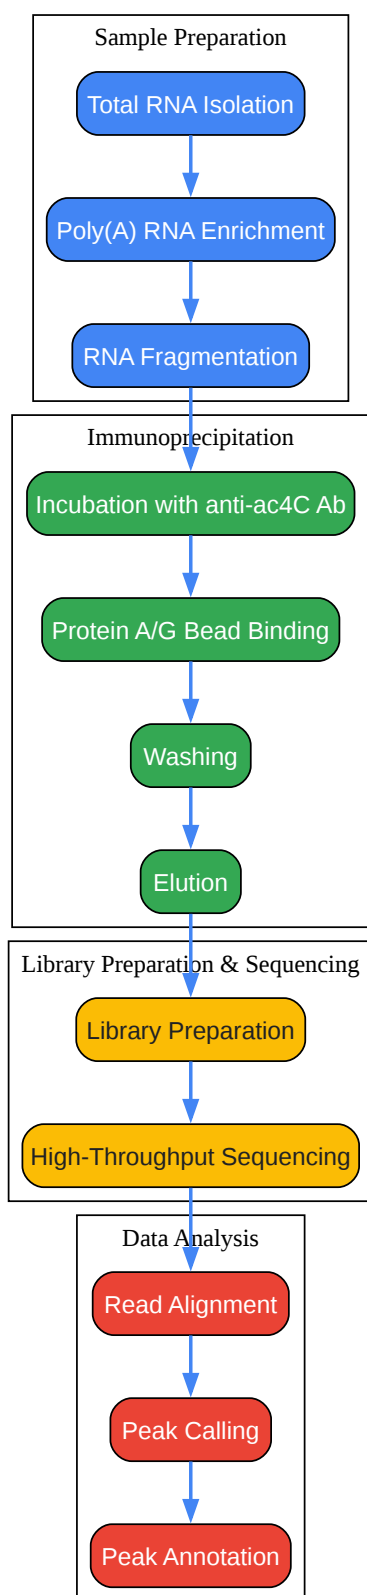 Sample Preparation
Total RNA Isolation
Poly(A) RNA Enrichment
RNA Fragmentation
Immunoprecipitation
Incubation with anti-ac4C Ab
Protein A/G Bead Binding
Washing
Elution
Library Preparation & Sequencing
Library Preparation
High-Throughput Sequencing
Data Analysis
Read Alignment
Peak Calling
Peak Annotation